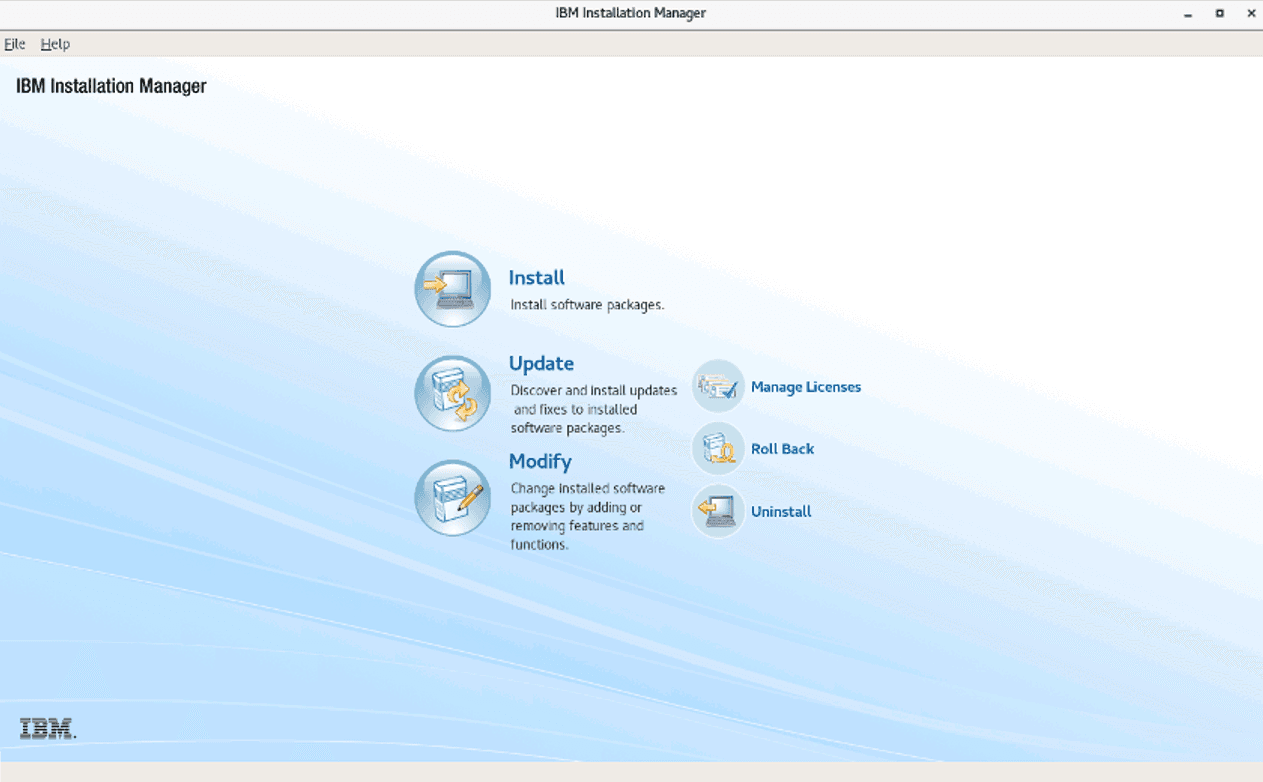 IBM Installation Manager
File Help
IBM Installation Manager
Install
Install software packages.
Update
Discover and install updates
and fixes to installed
software packages.
Modify
Change installed software
packages by adding or
removing features and
functions.
Manage Licenses
Roll Back
Uninstall
IBM.